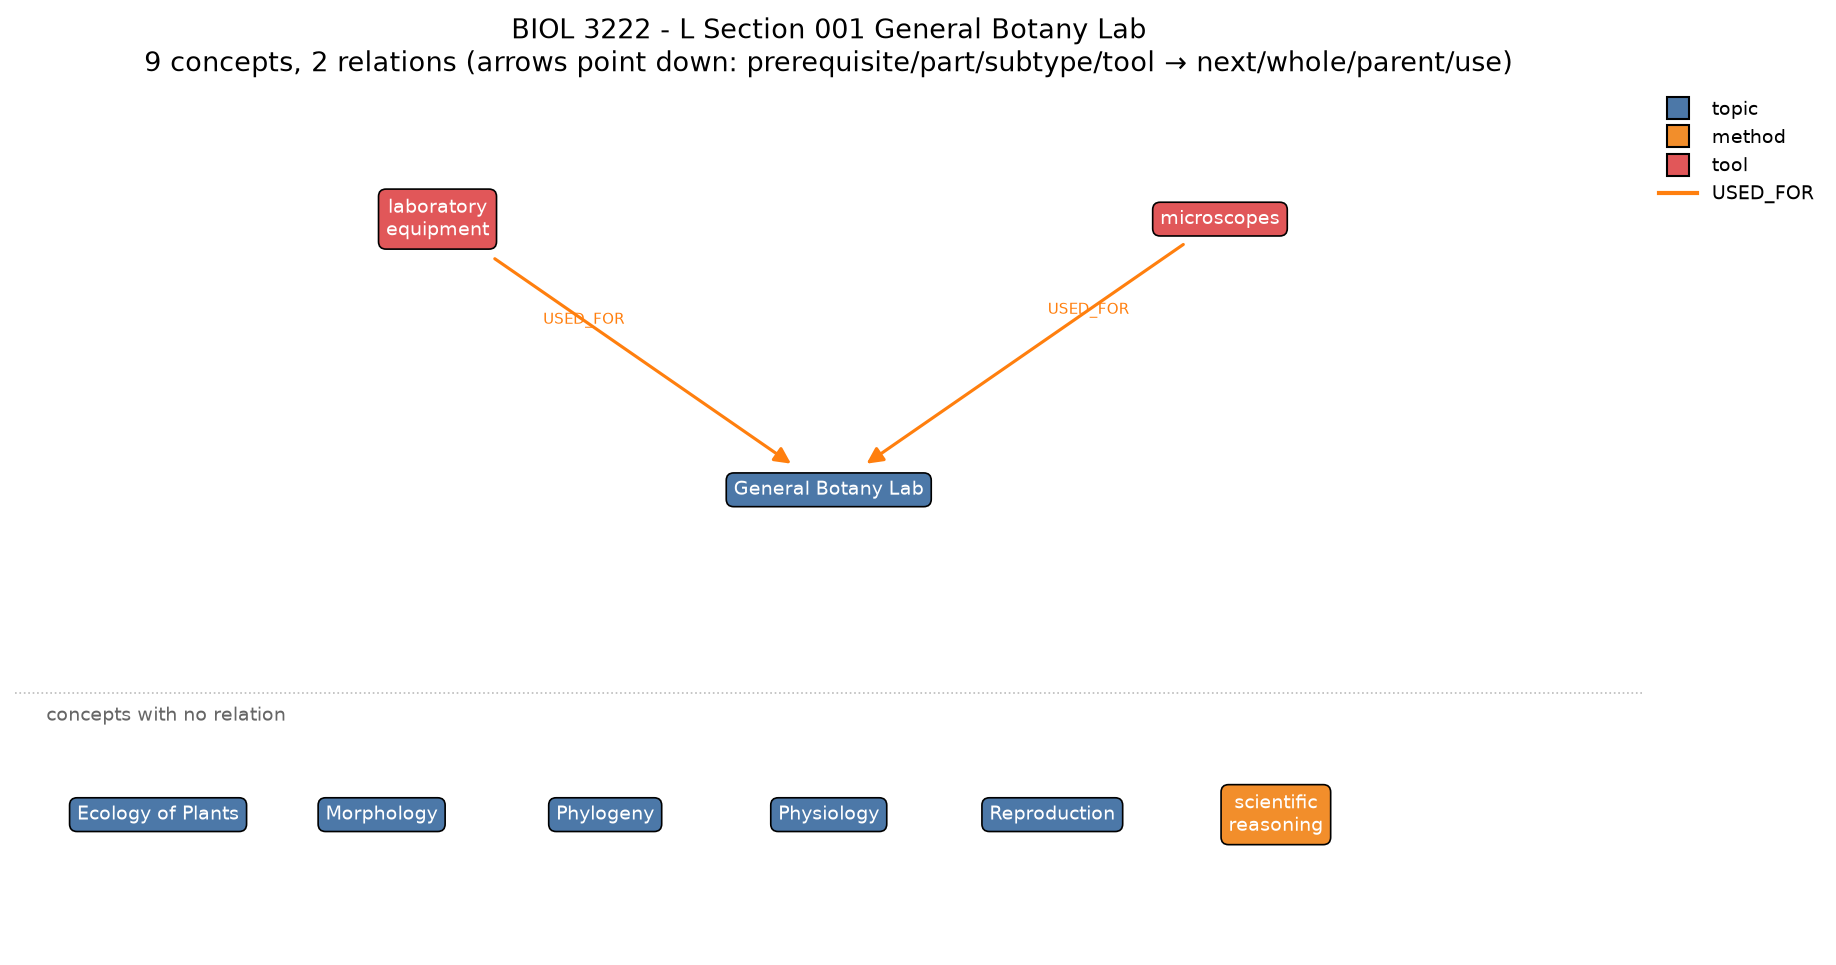 BIOL 3222 - L Section 001 General Botany Lab
9 concepts, 2 relations (arrows point down: prerequisite/part/subtype/tool → next/whole/parent/use)
topic
method
tool
USED_FOR
laboratory
equipment
microscopes
USED_FOR
USED_FOR
General Botany Lab
concepts with no relation
Ecology of Plants
Morphology
Phylogeny
Physiology
Reproduction
scientific
reasoning